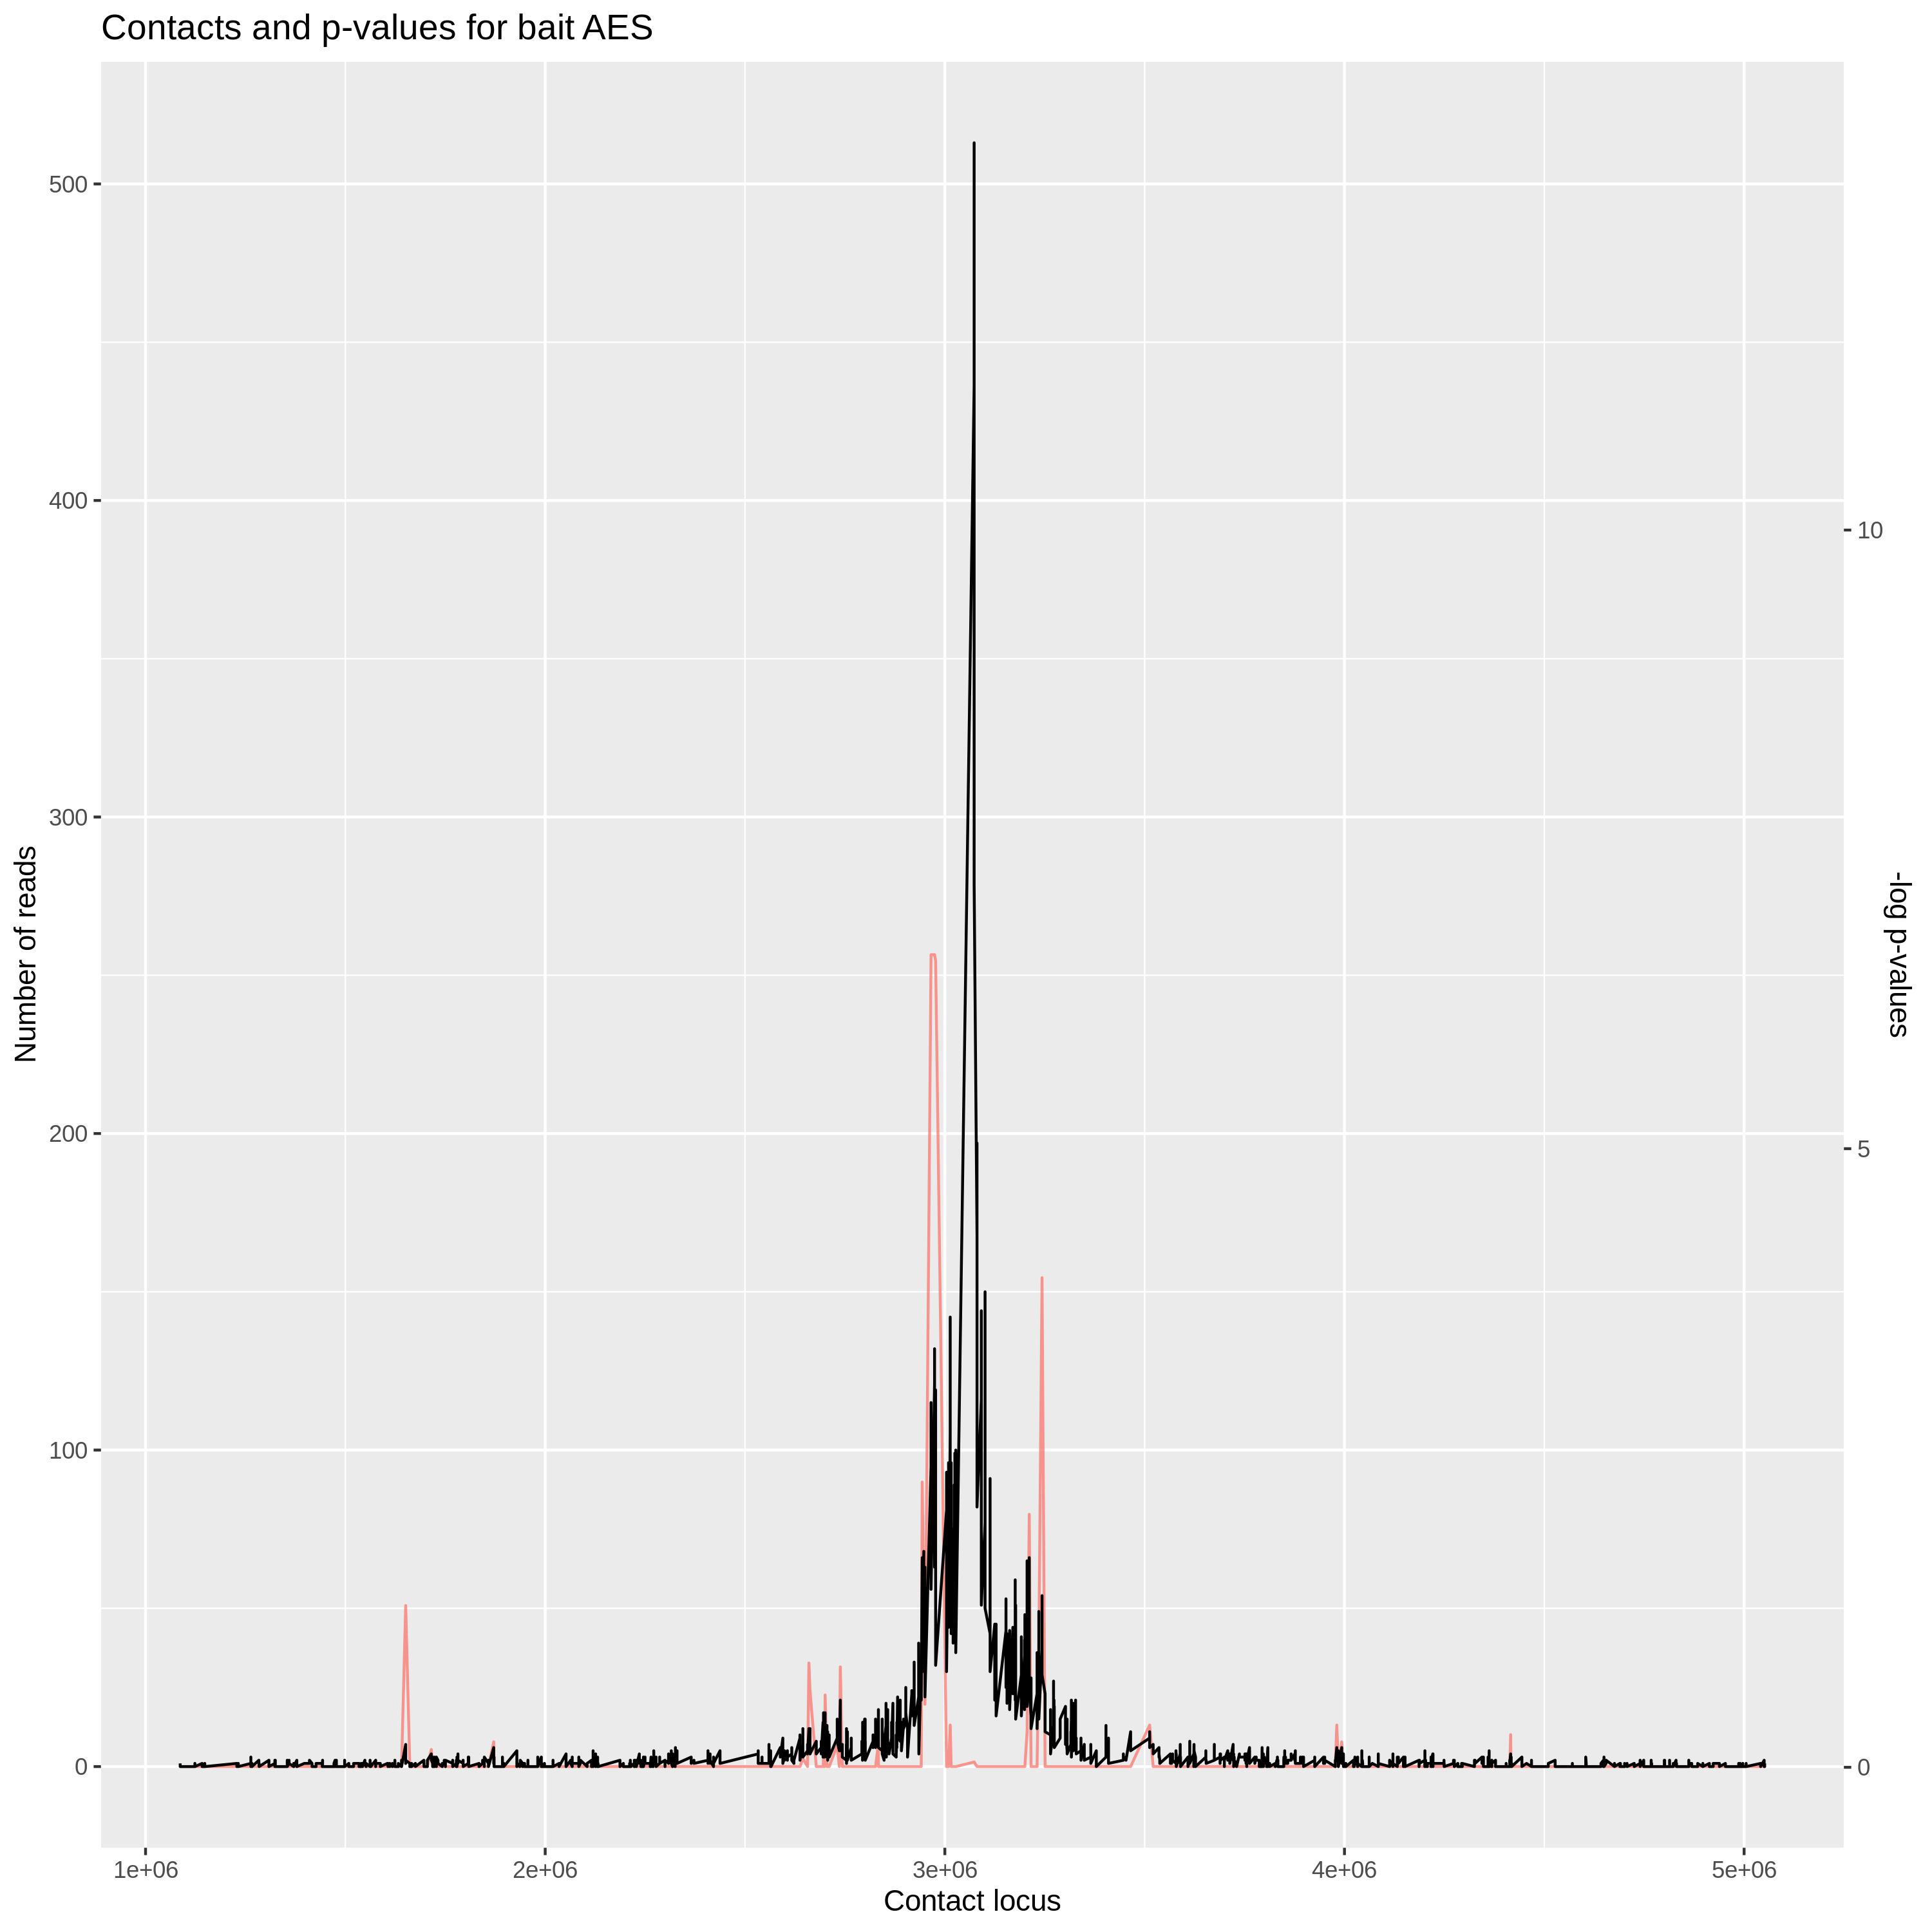 Contacts and p-values for bait AES
500
400
300
200
100
0
Number of reads
10
5
0
-log p-values
1e+06 2e+06 3e+06 4e+06 5e+06
Contact locus